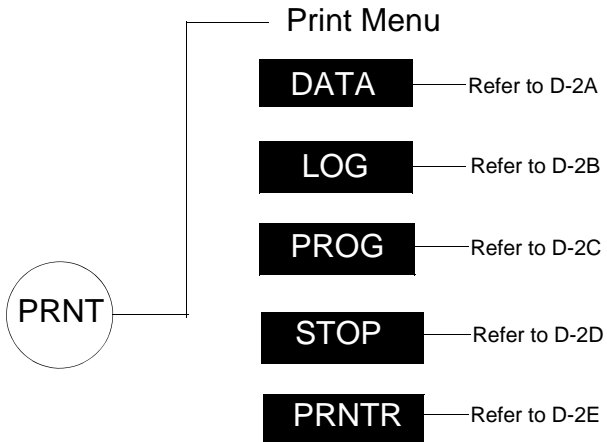 Print Menu
DATA Refer to D-2A
LOG Refer to D-2B
PROG Refer to D-2C
PRNT
STOP Refer to D-2D
PRNTR Refer to D-2E